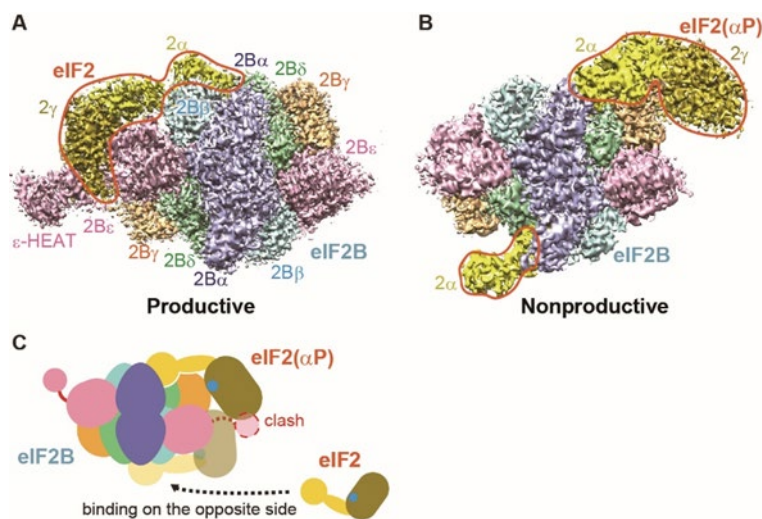 A
eIF2
2α
2Bα
2Bδ
2Bγ
2γ
2Bβ
2Bε
ε-HEAT
2Bε
2Bγ
2Bδ
2Bα
2Bβ
eIF2B
Productive
B
2α
eIF2(αP)
2γ
2α
eIF2B
Nonproductive
C
eIF2(αP)
clash
eIF2B
eIF2
binding on the opposite side